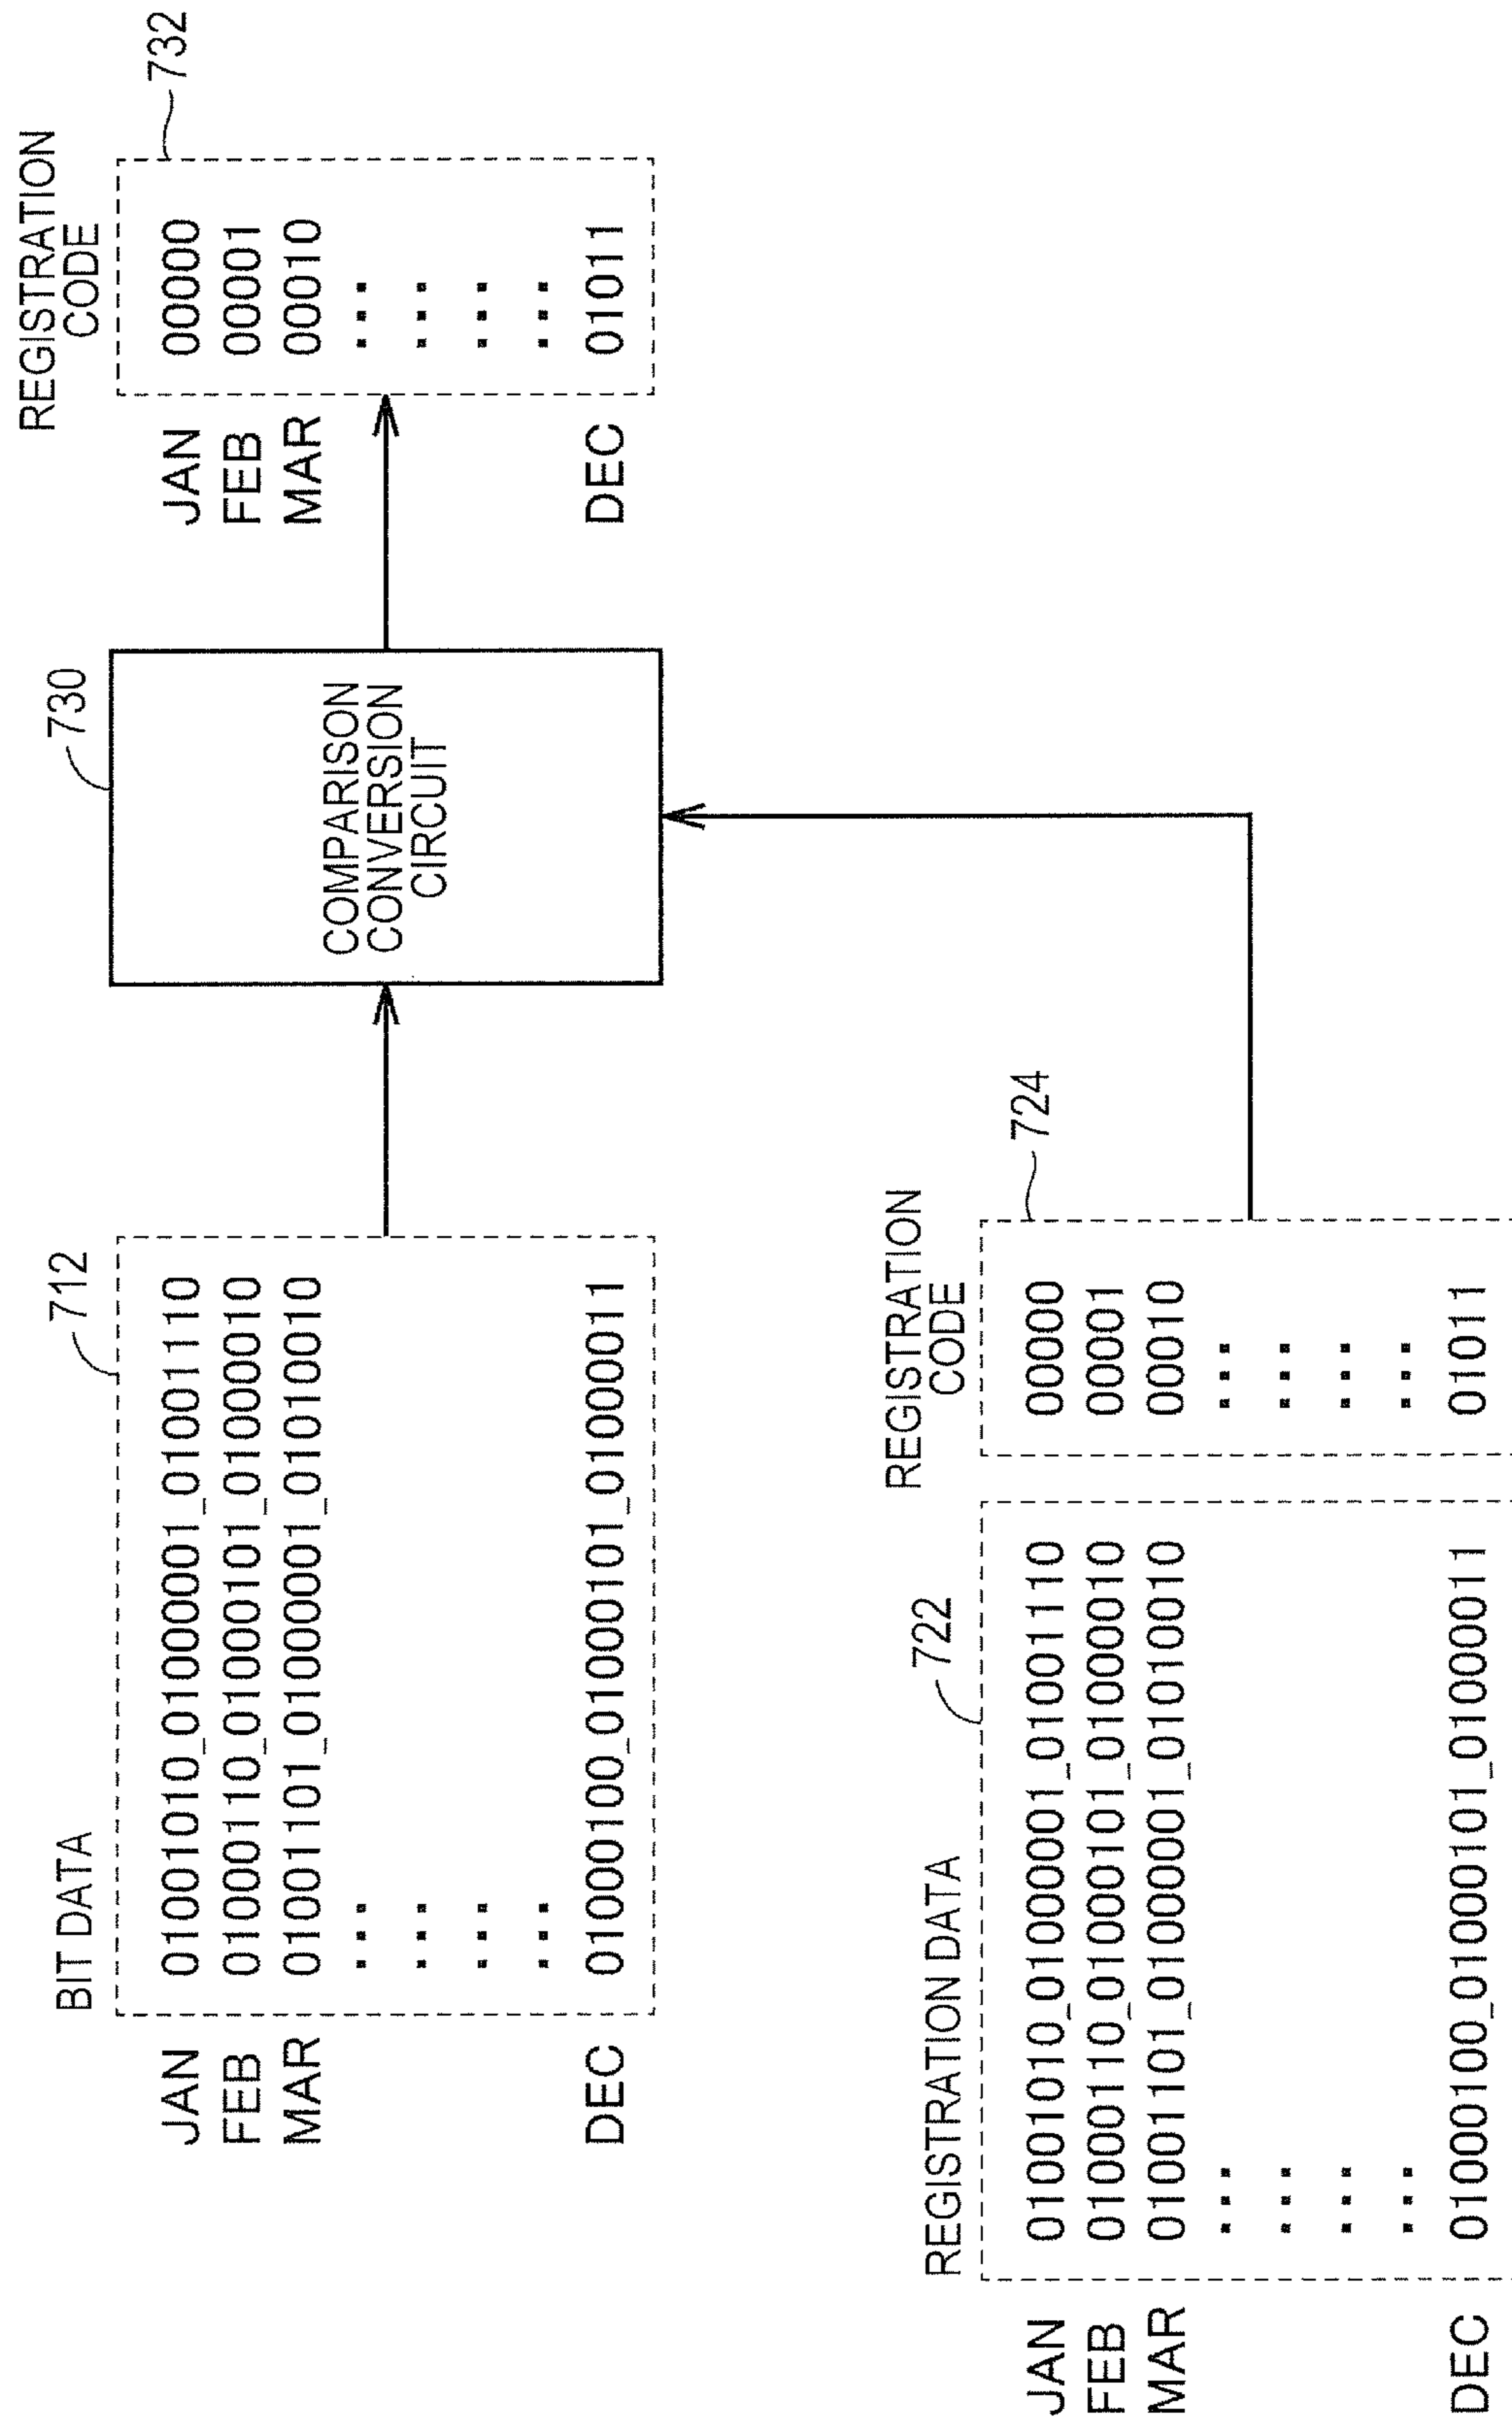 BIT DATA
712
JAN 01001010_01000001_01001110
FEB 01000110_01000101_01000010
MAR 01001101_01000001_01010010
...
...
...
...
DEC 01000100_01000101_01000011
730
COMPARISON
CONVERSION
CIRCUIT
REGISTRATION
CODE
732
JAN 00000
FEB 00001
MAR 00010
...
...
...
...
DEC 01011
REGISTRATION DATA
722
JAN 01001010_01000001_01001110
FEB 01000110_01000101_01000010
MAR 01001101_01000001_01010010
...
...
...
...
DEC 01000100_01000101_01000011
REGISTRATION
CODE
724
00000
00001
00010
...
...
...
...
01011